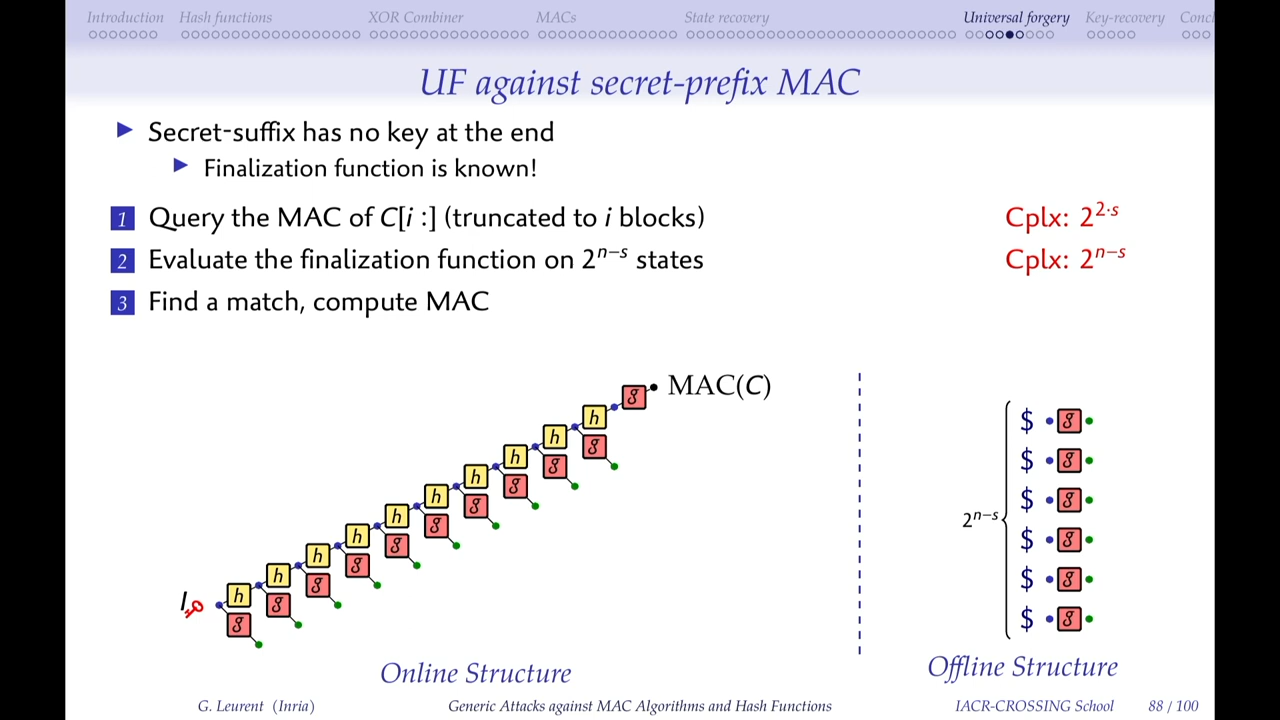 Introduction Hash functions XOR Combiner MACs State recovery Universal forgery Key-recovery Concl
UF against secret-prefix MAC
Secret-suffix has no key at the end
Finalization function is known!
1 Query the MAC of C[i :] (truncated to i blocks) Cplx: 2^{2·s}
2 Evaluate the finalization function on 2^{n−s} states Cplx: 2^{n−s}
3 Find a match, compute MAC
MAC(C)
g
h
h g
h g
h g
h g
h g
h g
h g
h g
h g
g
I
$ g
$ g
$ g
2^{n−s}
$ g
$ g
$ g
Online Structure
Offline Structure
G. Leurent (Inria) Generic Attacks against MAC Algorithms and Hash Functions IACR-CROSSING School 88 / 100